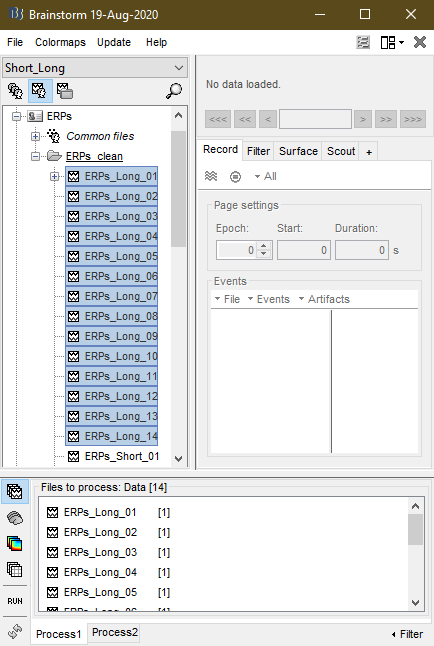 Brainstorm 19-Aug-2020
File Colormaps Update Help
Short_Long
ERPs
Common files
ERPs_clean
ERPs_Long_01
ERPs_Long_02
ERPs_Long_03
ERPs_Long_04
ERPs_Long_05
ERPs_Long_06
ERPs_Long_07
ERPs_Long_08
ERPs_Long_09
ERPs_Long_10
ERPs_Long_11
ERPs_Long_12
ERPs_Long_13
ERPs_Long_14
ERPs_Short_01
No data loaded.
<<< << < > >> >>>
Record Filter Surface Scout +
All
Page settings
Epoch: Start: Duration:
0 0 0 s
Events
File Events Artifacts
Files to process: Data [14]
ERPs_Long_01 [1]
ERPs_Long_02 [1]
ERPs_Long_03 [1]
ERPs_Long_04 [1]
ERPs_Long_05 [1]
ERPs_Long_06 [1]
RUN
Process1 Process2 Filter